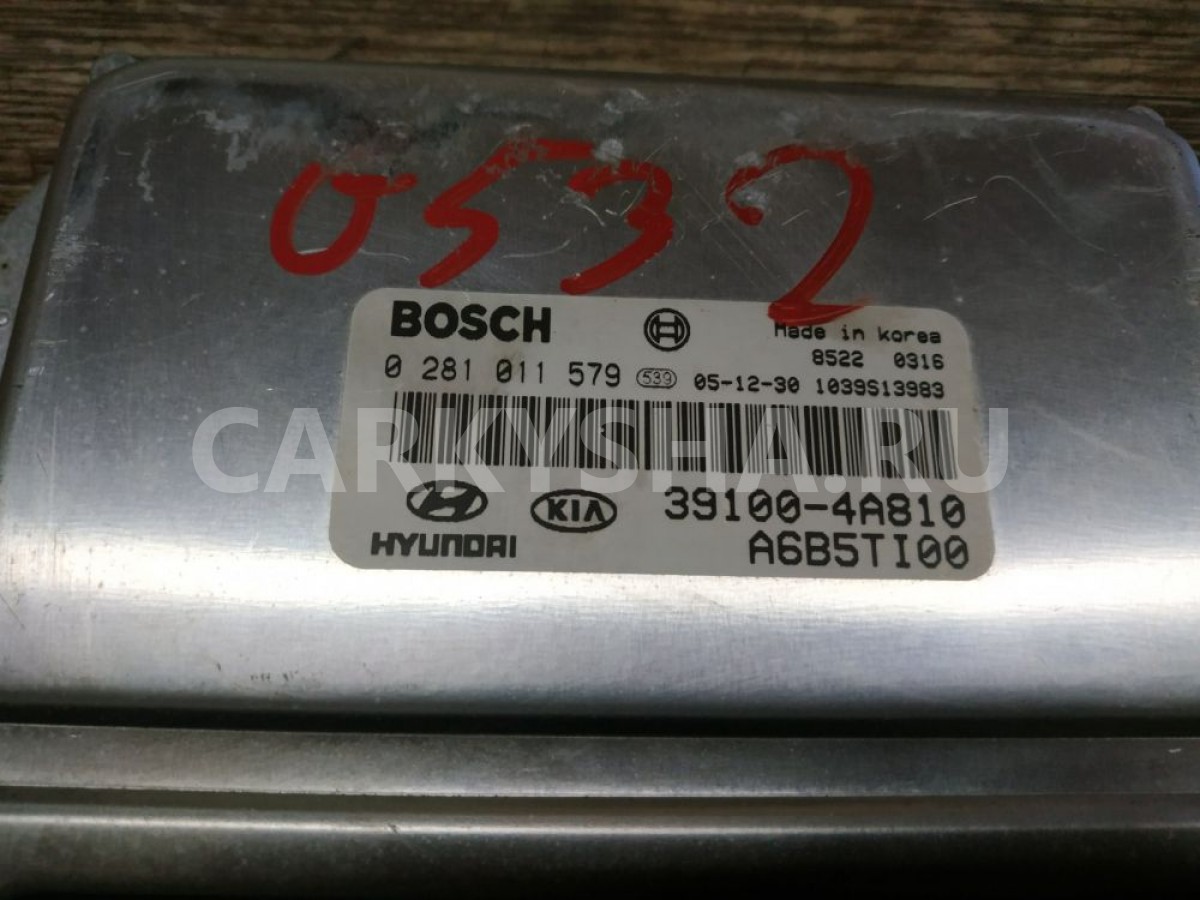 0532
BOSCH
Made in korea
8522 0316
0 281 011 579 539 05-12-30 1039S13983
CARKYSHA.RU
HYUNDAI KIA 39100-4A810
A6B5TI00